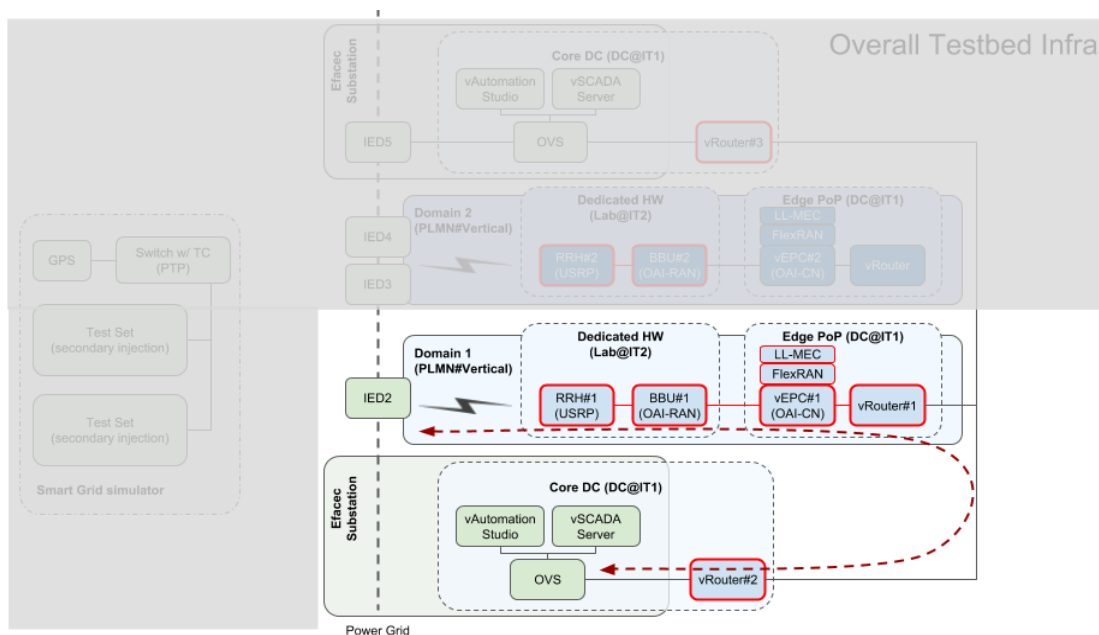 Overall Testbed Infra
Efacec
Substation
Core DC (DC@IT1)
vAutomation
Studio
vSCADA
Server
IED5
OVS
vRouter#3
Domain 2
(PLMN#Vertical)
Dedicated HW
(Lab@IT2)
Edge PoP (DC@IT1)
LL-MEC
FlexRAN
IED4
IED3
RRH#2
(USRP)
BBU#2
(OAI-RAN)
vEPC#2
(OAI-CN)
vRouter
GPS
Switch w/ TC
(PTP)
Test Set
(secondary injection)
Test Set
(secondary injection)
Smart Grid simulator
Domain 1
(PLMN#Vertical)
Dedicated HW
(Lab@IT2)
Edge PoP (DC@IT1)
LL-MEC
FlexRAN
IED2
RRH#1
(USRP)
BBU#1
(OAI-RAN)
vEPC#1
(OAI-CN)
vRouter#1
Efacec
Substation
Core DC (DC@IT1)
vAutomation
Studio
vSCADA
Server
OVS
vRouter#2
Power Grid